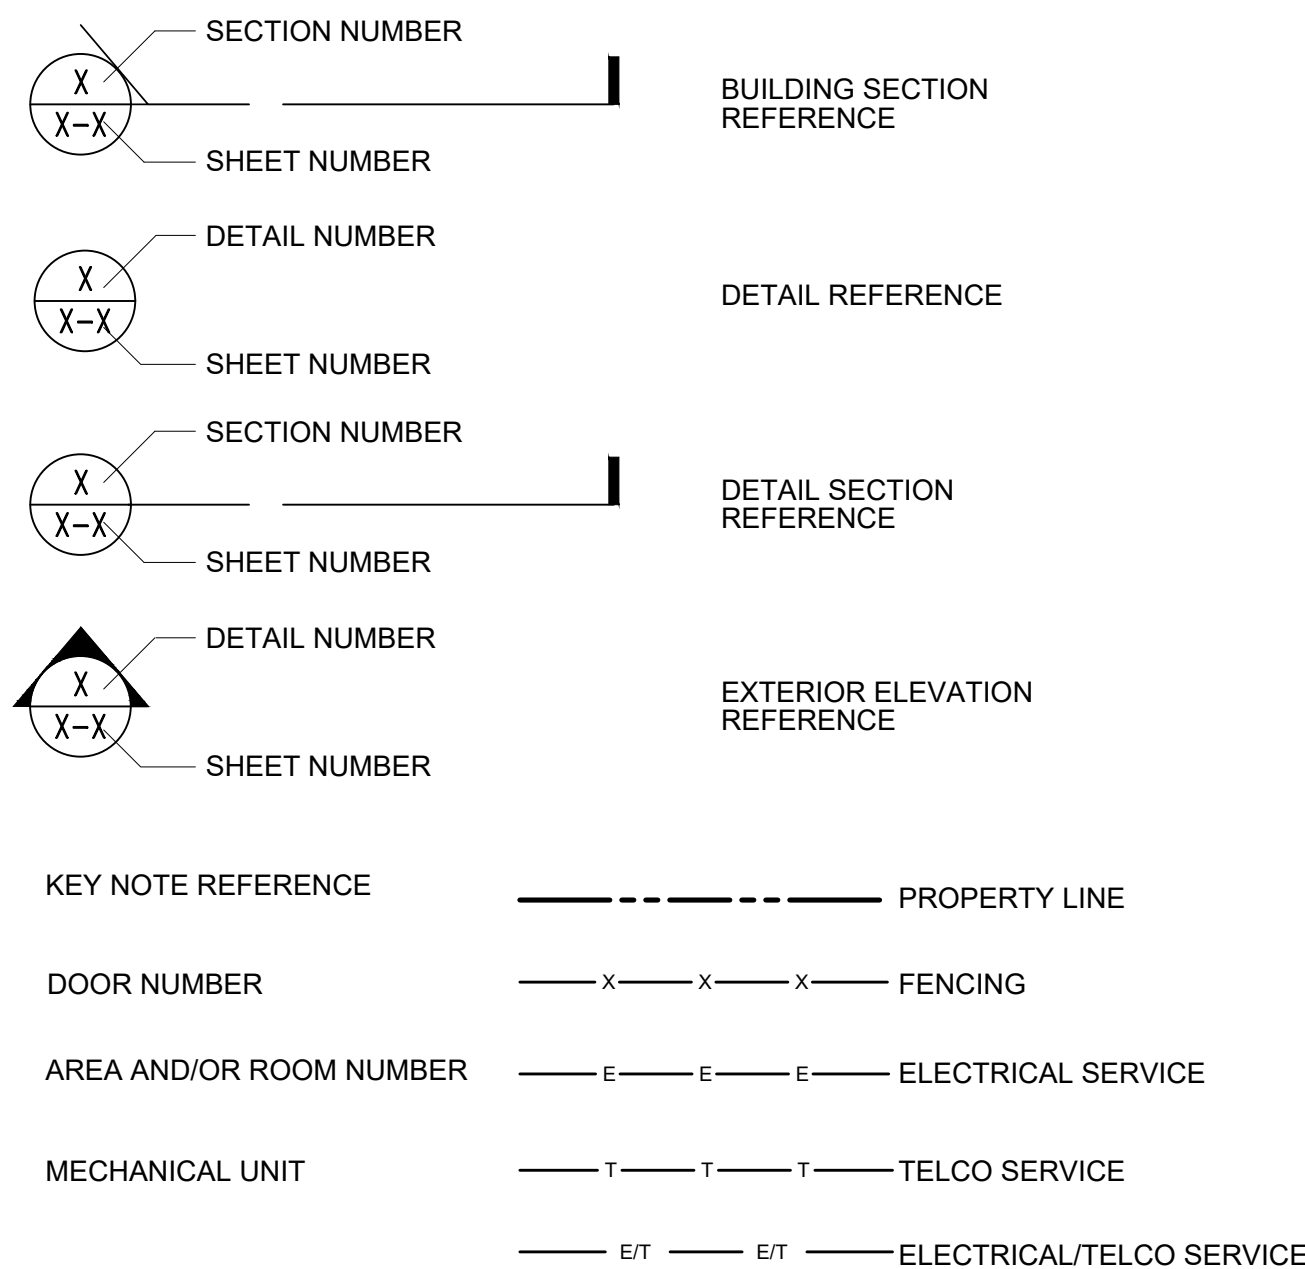 SECTION NUMBER
X
X-X
SHEET NUMBER
BUILDING SECTION
REFERENCE
DETAIL NUMBER
X
X-X
SHEET NUMBER
DETAIL REFERENCE
SECTION NUMBER
X
X-X
SHEET NUMBER
DETAIL SECTION
REFERENCE
DETAIL NUMBER
X
X-X
SHEET NUMBER
EXTERIOR ELEVATION
REFERENCE
KEY NOTE REFERENCE
PROPERTY LINE
DOOR NUMBER
X X X FENCING
AREA AND/OR ROOM NUMBER
E E E ELECTRICAL SERVICE
MECHANICAL UNIT
T T T TELCO SERVICE
E/T E/T ELECTRICAL/TELCO SERVICE